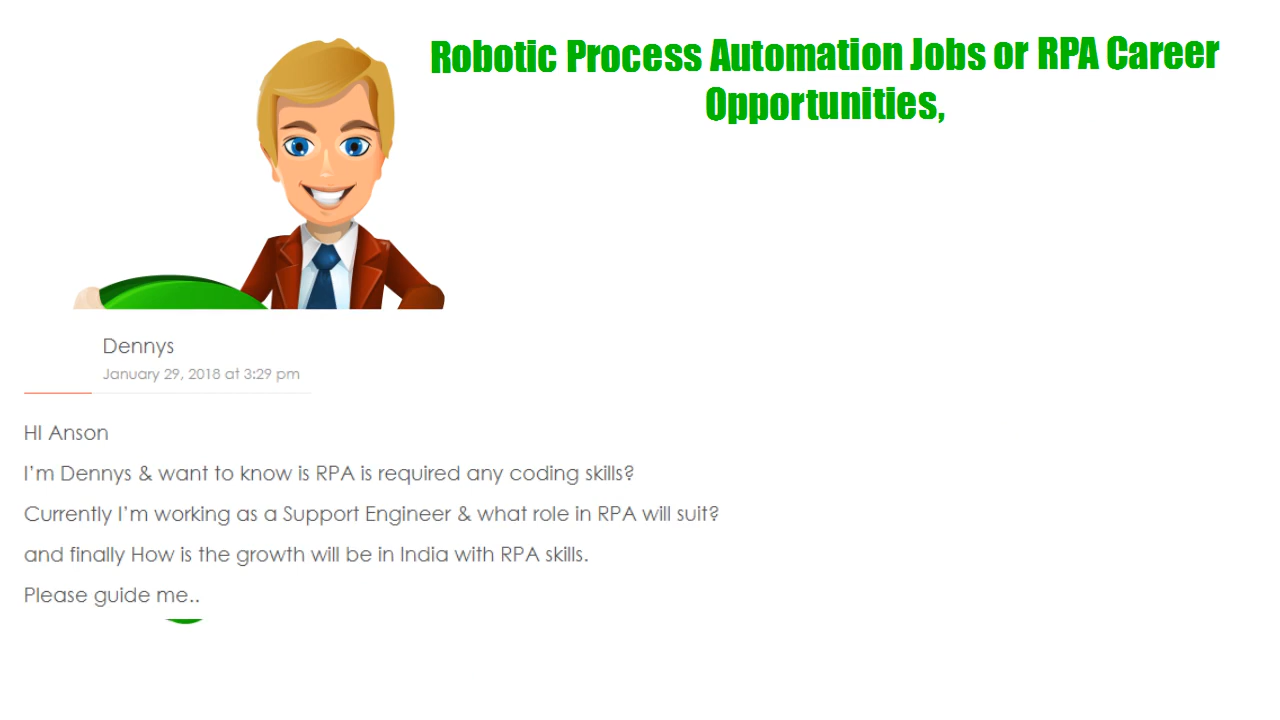 Robotic Process Automation Jobs or RPA Career
Opportunities,
Dennys
January 29, 2018 at 3:29 pm
HI Anson
I'm Dennys & want to know is RPA is required any coding skills?
Currently I'm working as a Support Engineer & what role in RPA will suit?
and finally How is the growth will be in India with RPA skills.
Please guide me..